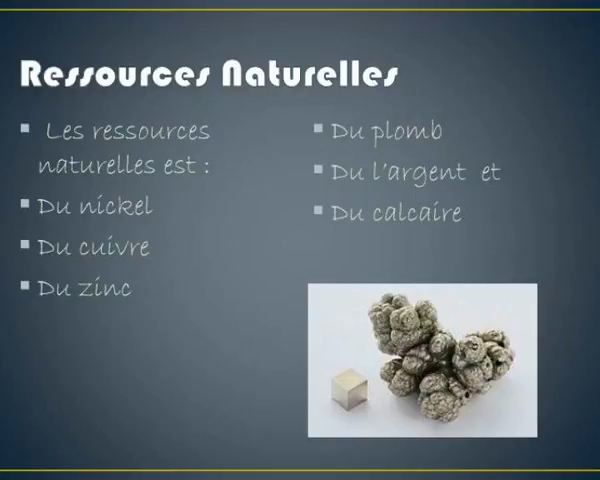 Ressources Naturelles
Les ressources
naturelles est :
Du nickel
Du cuivre
Du zinc
Du plomb
Du l'argent et
Du calcaire